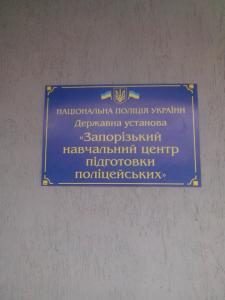 НАЦІОНАЛЬНА ПОЛІЦІЯ УКРАЇНИ
Державна установа
«Запорізький
навчальний центр
підготовки
поліцейських»